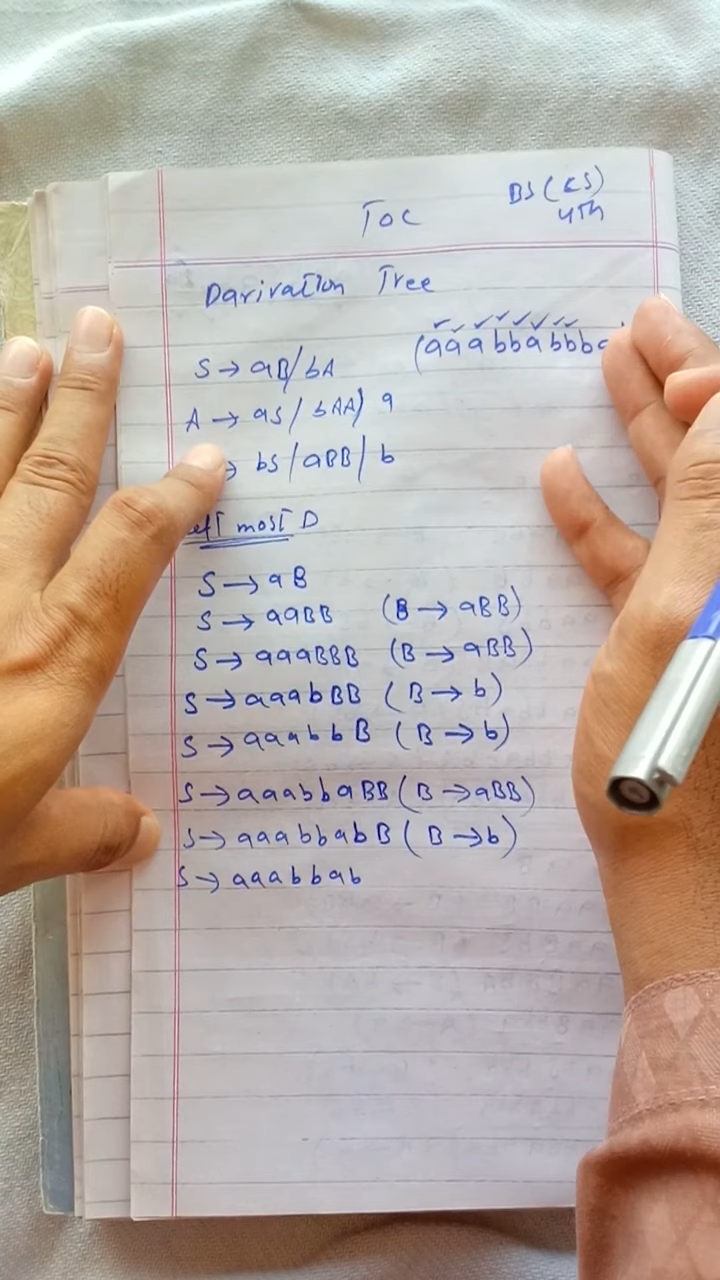 TOC
BS (CS)
4th
Darivation Tree
(aaabbabbba
S → aB/bA
A → as / bAA) a
→ bs / aBB / b
eft most D
S → aB
S → aaBB (B → aBB)
S → aaaBBB (B → aBB)
S → aaabBB (B → b)
S → aaabbB (B → b)
S → aaabbaBB (B → aBB)
S → aaabbabB (B → b)
S → aaabbab